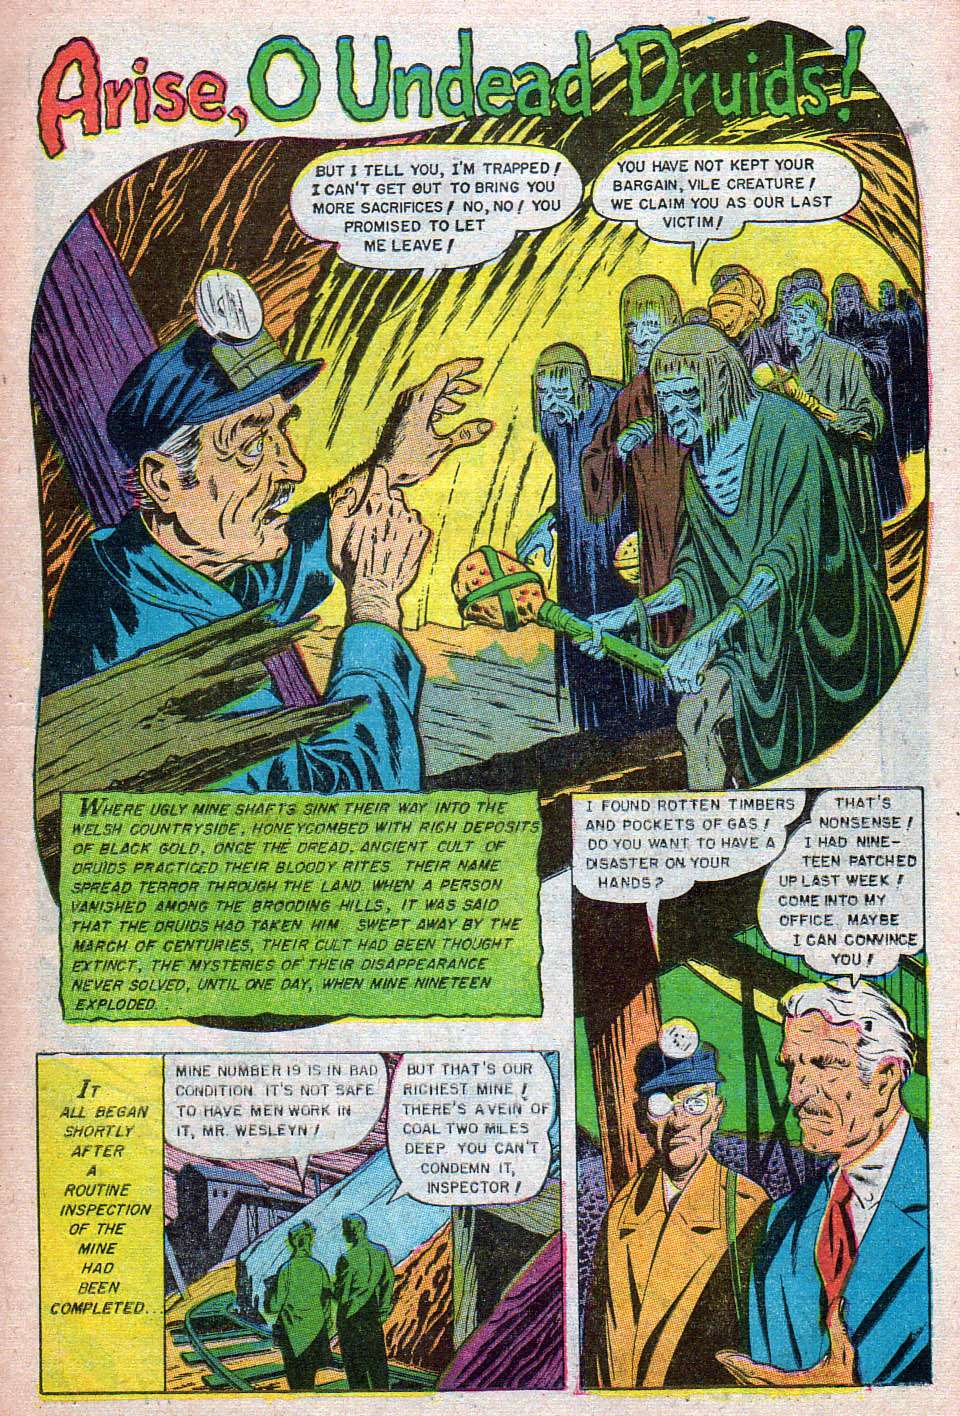 Arise, O Undead Druids!
BUT I TELL YOU, I'M TRAPPED!
I CAN'T GET OUT TO BRING YOU
MORE SACRIFICES! NO, NO! YOU
PROMISED TO LET
ME LEAVE!
YOU HAVE NOT KEPT YOUR
BARGAIN, VILE CREATURE!
WE CLAIM YOU AS OUR LAST
VICTIM!
WHERE UGLY MINE SHAFTS SINK THEIR WAY INTO THE
WELSH COUNTRYSIDE, HONEYCOMBED WITH RICH DEPOSITS
OF BLACK GOLD, ONCE THE DREAD, ANCIENT CULT OF
DRUIDS PRACTICED THEIR BLOODY RITES. THEIR NAME
SPREAD TERROR THROUGH THE LAND. WHEN A PERSON
VANISHED AMONG THE BROODING HILLS, IT WAS SAID
THAT THE DRUIDS HAD TAKEN HIM. SWEPT AWAY BY THE
MARCH OF CENTURIES, THEIR CULT HAD BEEN THOUGHT
EXTINCT, THE MYSTERIES OF THEIR DISAPPEARANCE
NEVER SOLVED, UNTIL ONE DAY, WHEN MINE NINETEEN
EXPLODED...
IT
ALL BEGAN
SHORTLY
AFTER
A
ROUTINE
INSPECTION
OF THE
MINE
HAD
BEEN
COMPLETED...
MINE NUMBER 19 IS IN BAD
CONDITION. IT'S NOT SAFE
TO HAVE MEN WORK IN
IT, MR. WESLEYN!
BUT THAT'S OUR
RICHEST MINE!
THERE'S A VEIN OF
COAL TWO MILES
DEEP. YOU CAN'T
CONDEMN IT,
INSPECTOR!
I FOUND ROTTEN TIMBERS
AND POCKETS OF GAS!
DO YOU WANT TO HAVE A
DISASTER ON YOUR
HANDS?
THAT'S
NONSENSE!
I HAD NINE-
TEEN PATCHED
UP LAST WEEK!
COME INTO MY
OFFICE. MAYBE
I CAN CONVINCE
YOU!